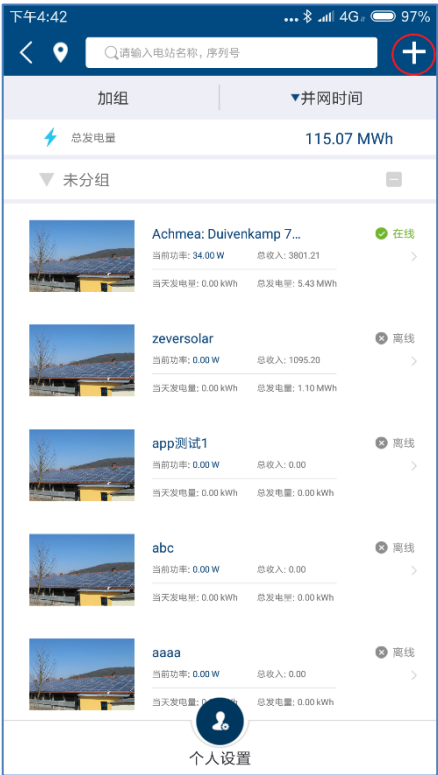 下午4:42 ... 4G 97%
请输入电站名称，序列号
加组 ▼并网时间
总发电量 115.07 MWh
▼ 未分组
Achmea: Duivenkamp 7... 在线
当前功率: 34.00 W 总收入: 3801.21
当天发电量: 0.00 kWh 总发电量: 5.43 MWh
zeversolar 离线
当前功率: 0.00 W 总收入: 1095.20
当天发电量: 0.00 kWh 总发电量: 1.10 MWh
app测试1 离线
当前功率: 0.00 W 总收入: 0.00
当天发电量: 0.00 kWh 总发电量: 0.00 kWh
abc 离线
当前功率: 0.00 W 总收入: 0.00
当天发电量: 0.00 kWh 总发电量: 0.00 kWh
aaaa 离线
当前功率: 0.00 W 总收入: 0.00
当天发电量: 总发电量: 0.00 kWh
个人设置